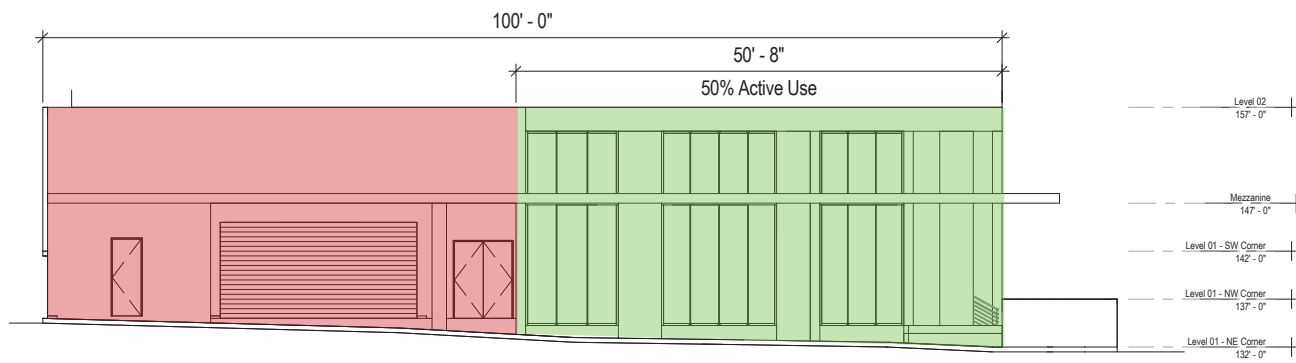 100' - 0"
50' - 8"
50% Active Use
Level 02
157' - 0"
Mezzanine
147' - 0"
Level 01 - SW Corner
142' - 0"
Level 01 - NW Corner
137' - 0"
Level 01 - NE Corner
132' - 0"